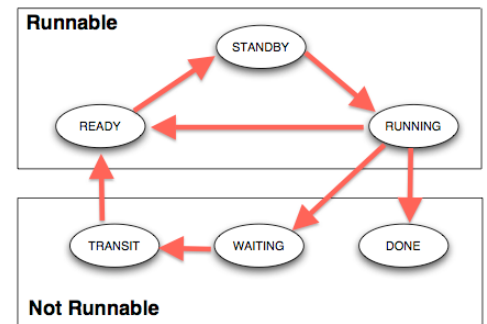 Runnable
STANDBY
READY
RUNNING
TRANSIT
WAITING
DONE
Not Runnable